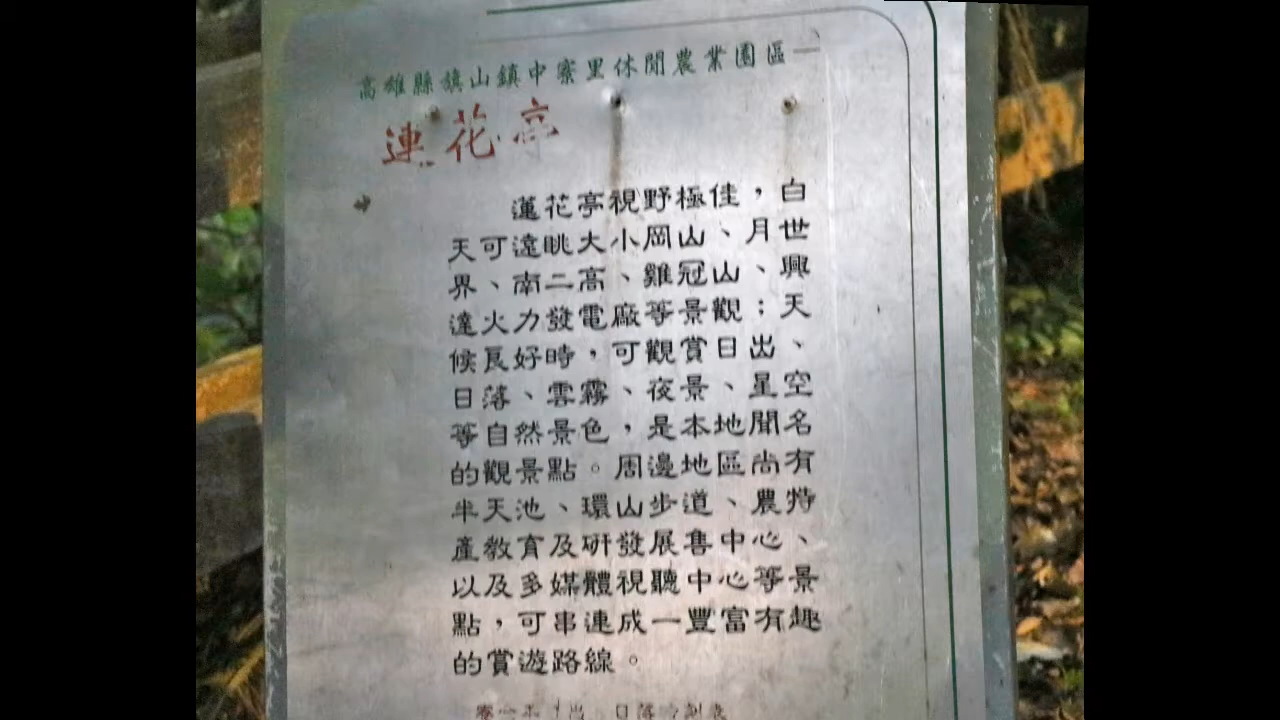 高雄縣旗山鎮中寮里休閒農業園區
連花亭
蓮花亭視野極佳，白
天可遠眺大小岡山、月世
界、南二高、雞冠山、興
達火力發電廠等景觀；天
候良好時，可觀賞日出、
日落、雲霧、夜景、星空
等自然景色，是本地聞名
的觀景點。周邊地區尚有
半天池、環山步道、農特
產教育及研發展售中心、
以及多媒體視聽中心等景
點，可串連成一豐富有趣
的賞遊路線。